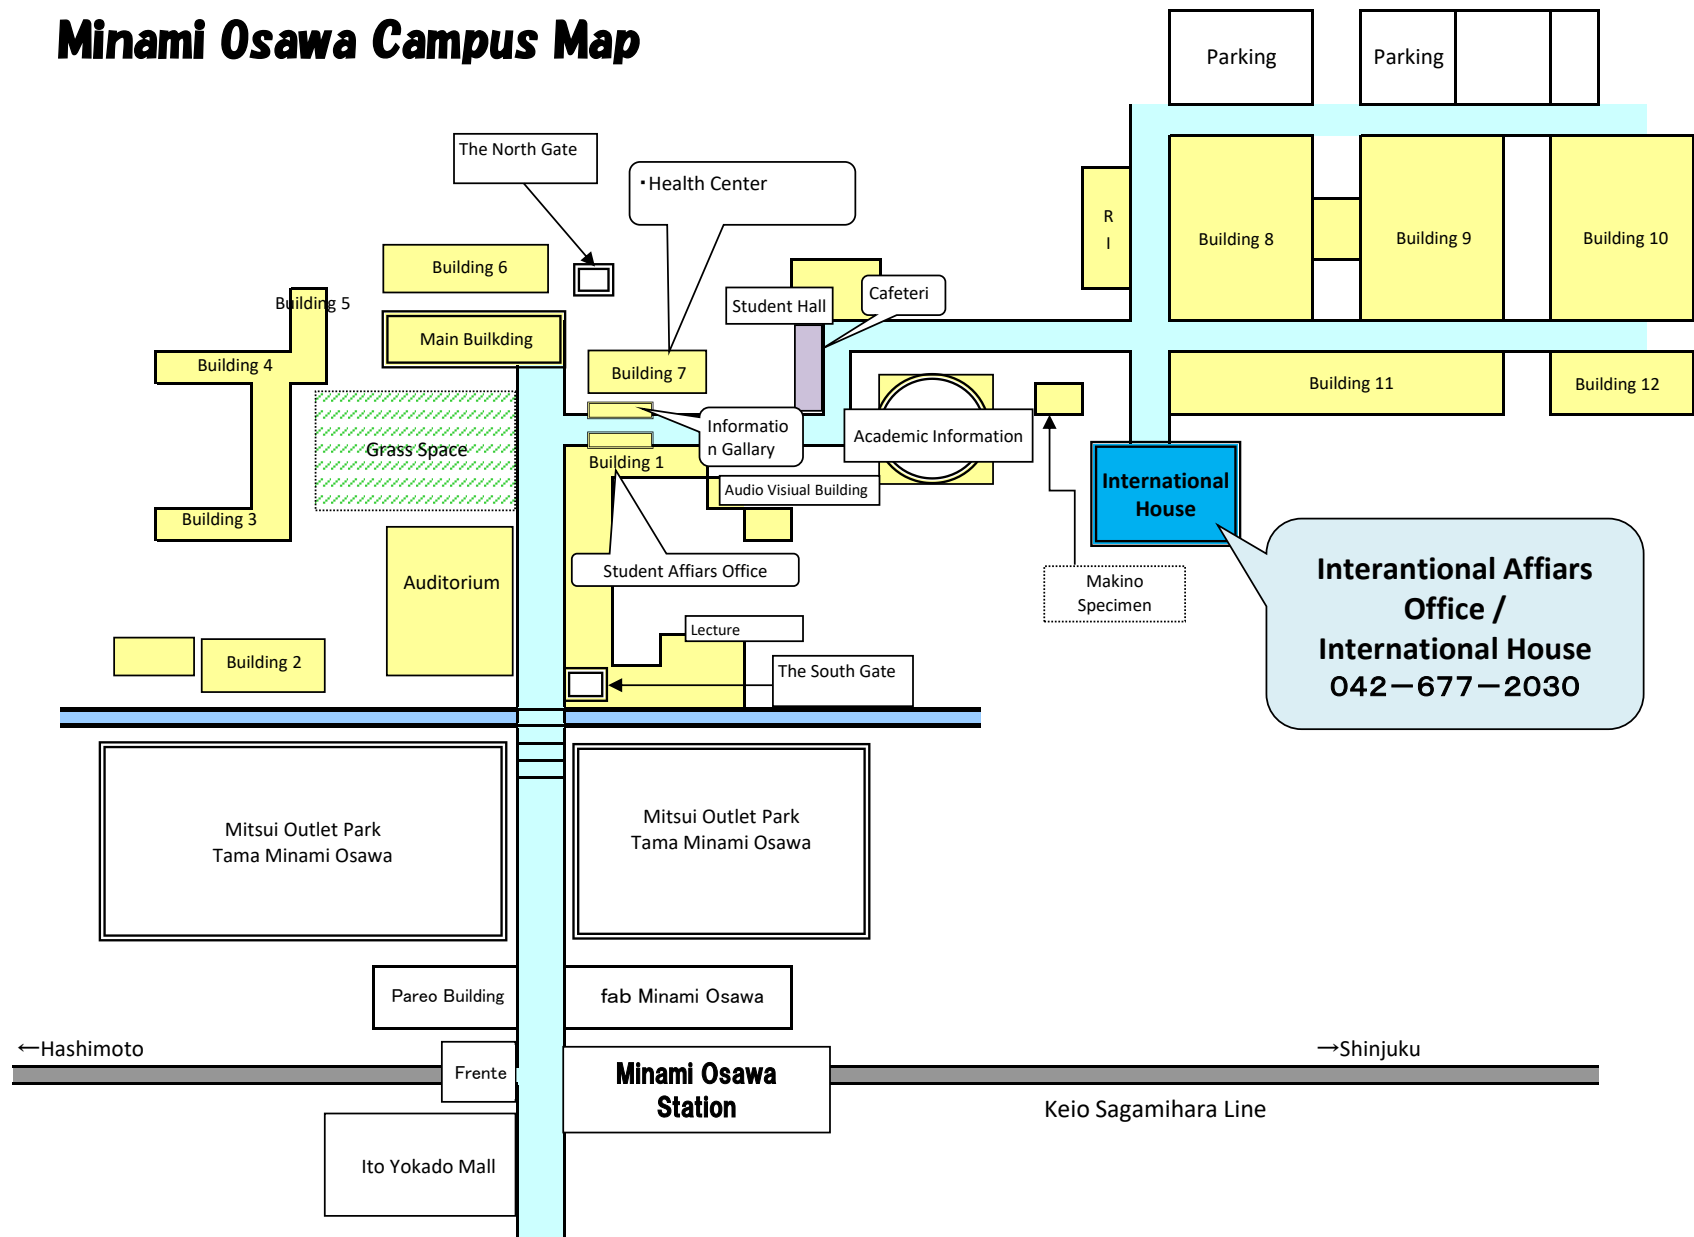 Minami Osawa Campus Map
Parking
Parking
The North Gate
・Health Center
R
I
Building 8
Building 9
Building 10
Building 6
Building 5
Student Hall
Cafeteri
Main Builkding
Building 4
Building 7
Building 11
Building 12
Informatio
n Gallary
Academic Information
Grass Space
Building 1
Audio Visiual Building
International
House
Building 3
Student Affiars Office
Auditorium
Makino
Specimen
Interantional Affiars
Office /
International House
042－677－2030
Lecture
Building 2
The South Gate
Mitsui Outlet Park
Tama Minami Osawa
Mitsui Outlet Park
Tama Minami Osawa
Pareo Building
fab Minami Osawa
←Hashimoto
→Shinjuku
Frente
Minami Osawa
Station
Keio Sagamihara Line
Ito Yokado Mall